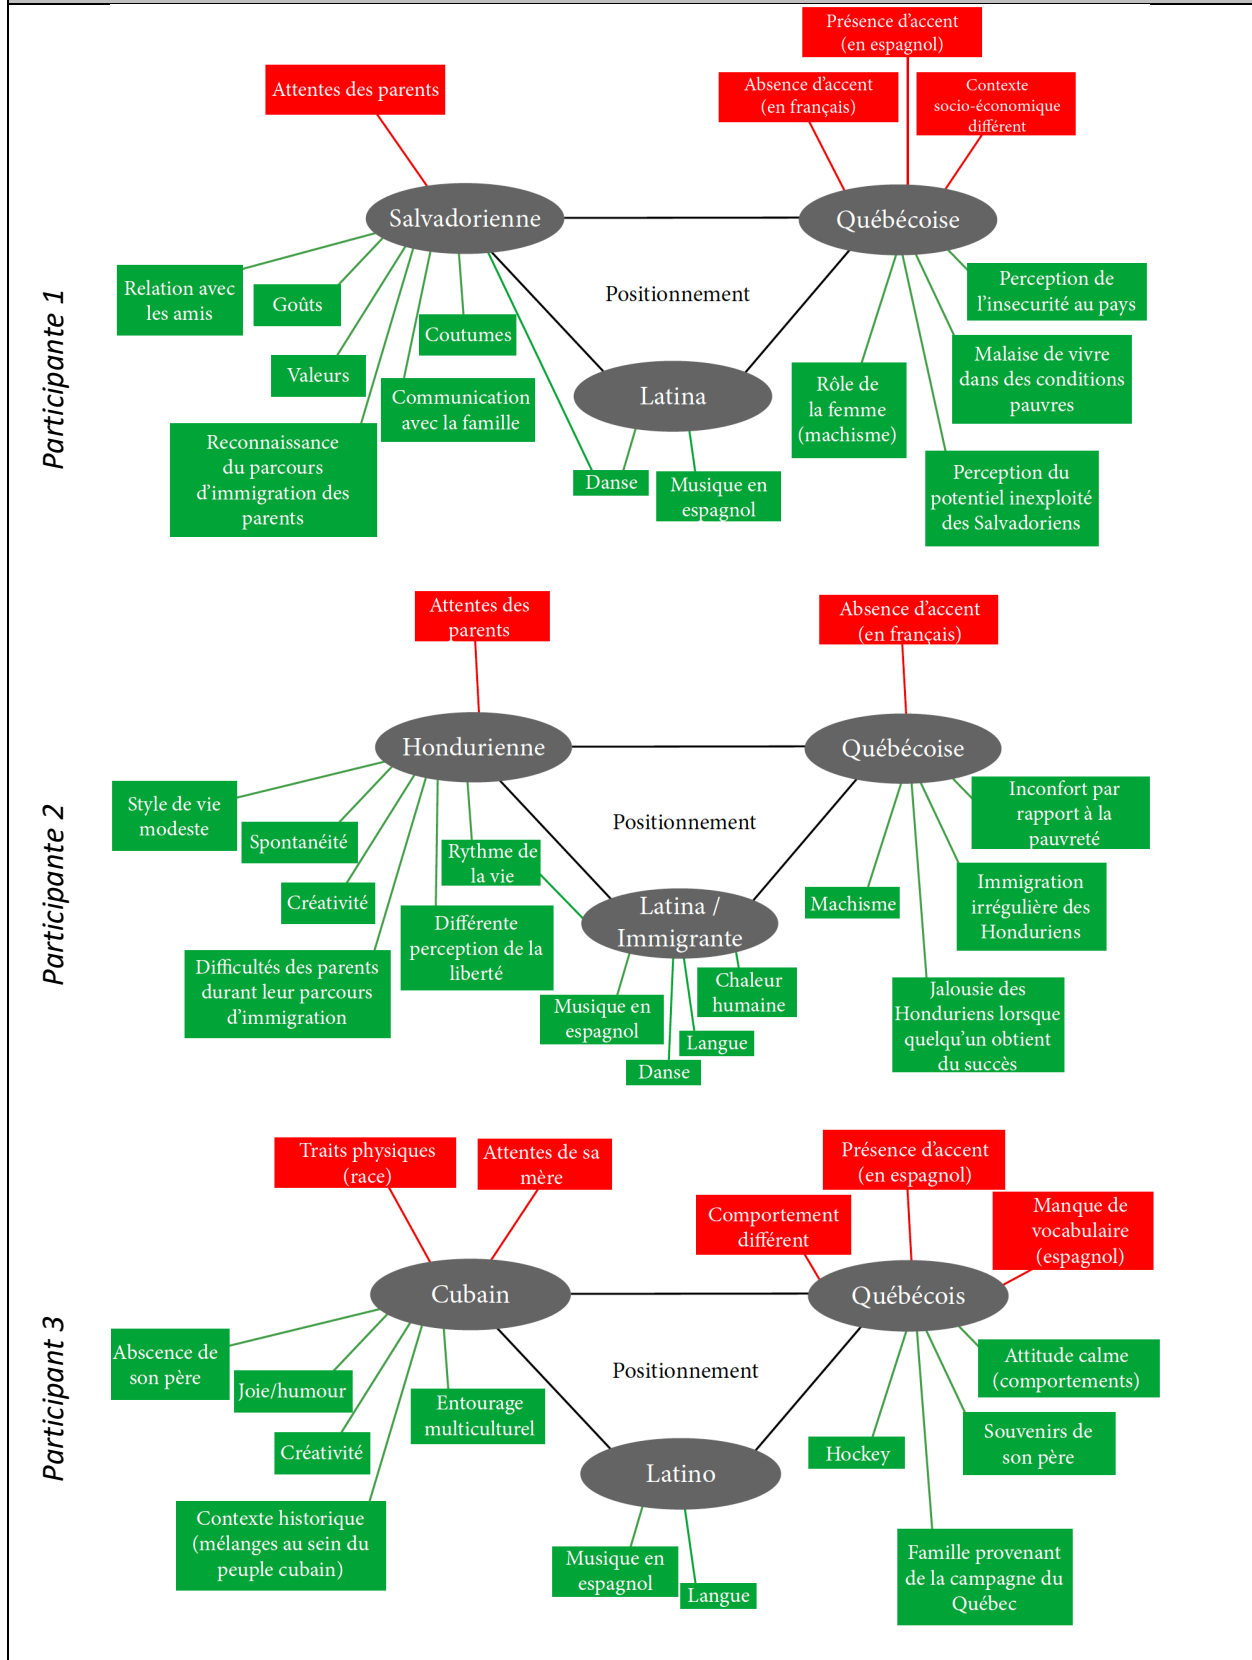 Participante 1
Présence d'accent
(en espagnol)
Attentes des parents
Absence d'accent
(en français)
Contexte
socio-économique
différent
Salvadorienne
Québécoise
Positionnement
Latina
Relation avec
les amis
Goûts
Valeurs
Reconnaissance
du parcours
d'immigration des
parents
Communication
avec la famille
Coutumes
Danse
Musique en
espagnol
Rôle de
la femme
(machisme)
Perception de
l'insecurité au pays
Malaise de vivre
dans des conditions
pauvres
Perception du
potentiel inexploité
des Salvadoriens
Participante 2
Attentes des
parents
Absence d'accent
(en français)
Hondurienne
Québécoise
Positionnement
Latina /
Immigrante
Style de vie
modeste
Spontanéité
Créativité
Difficultés des parents
durant leur parcours
d'immigration
Différente
perception de la
liberté
Rythme de
la vie
Musique en
espagnol
Danse
Langue
Chaleur
humaine
Machisme
Inconfort par
rapport à la
pauvreté
Immigration
irrégulière des
Honduriens
Jalousie des
Honduriens lorsque
quelqu'un obtient
du succès
Participant 3
Traits physiques
(race)
Attentes de sa
mère
Présence d'accent
(en espagnol)
Comportement
différent
Manque de
vocabulaire
(espagnol)
Cubain
Québécois
Positionnement
Latino
Abscence de
son père
Joie/humour
Créativité
Contexte historique
(mélanges au sein du
peuple cubain)
Entourage
multiculturel
Musique en
espagnol
Langue
Hockey
Attitude calme
(comportements)
Souvenirs de
son père
Famille provenant
de la campagne du
Québec